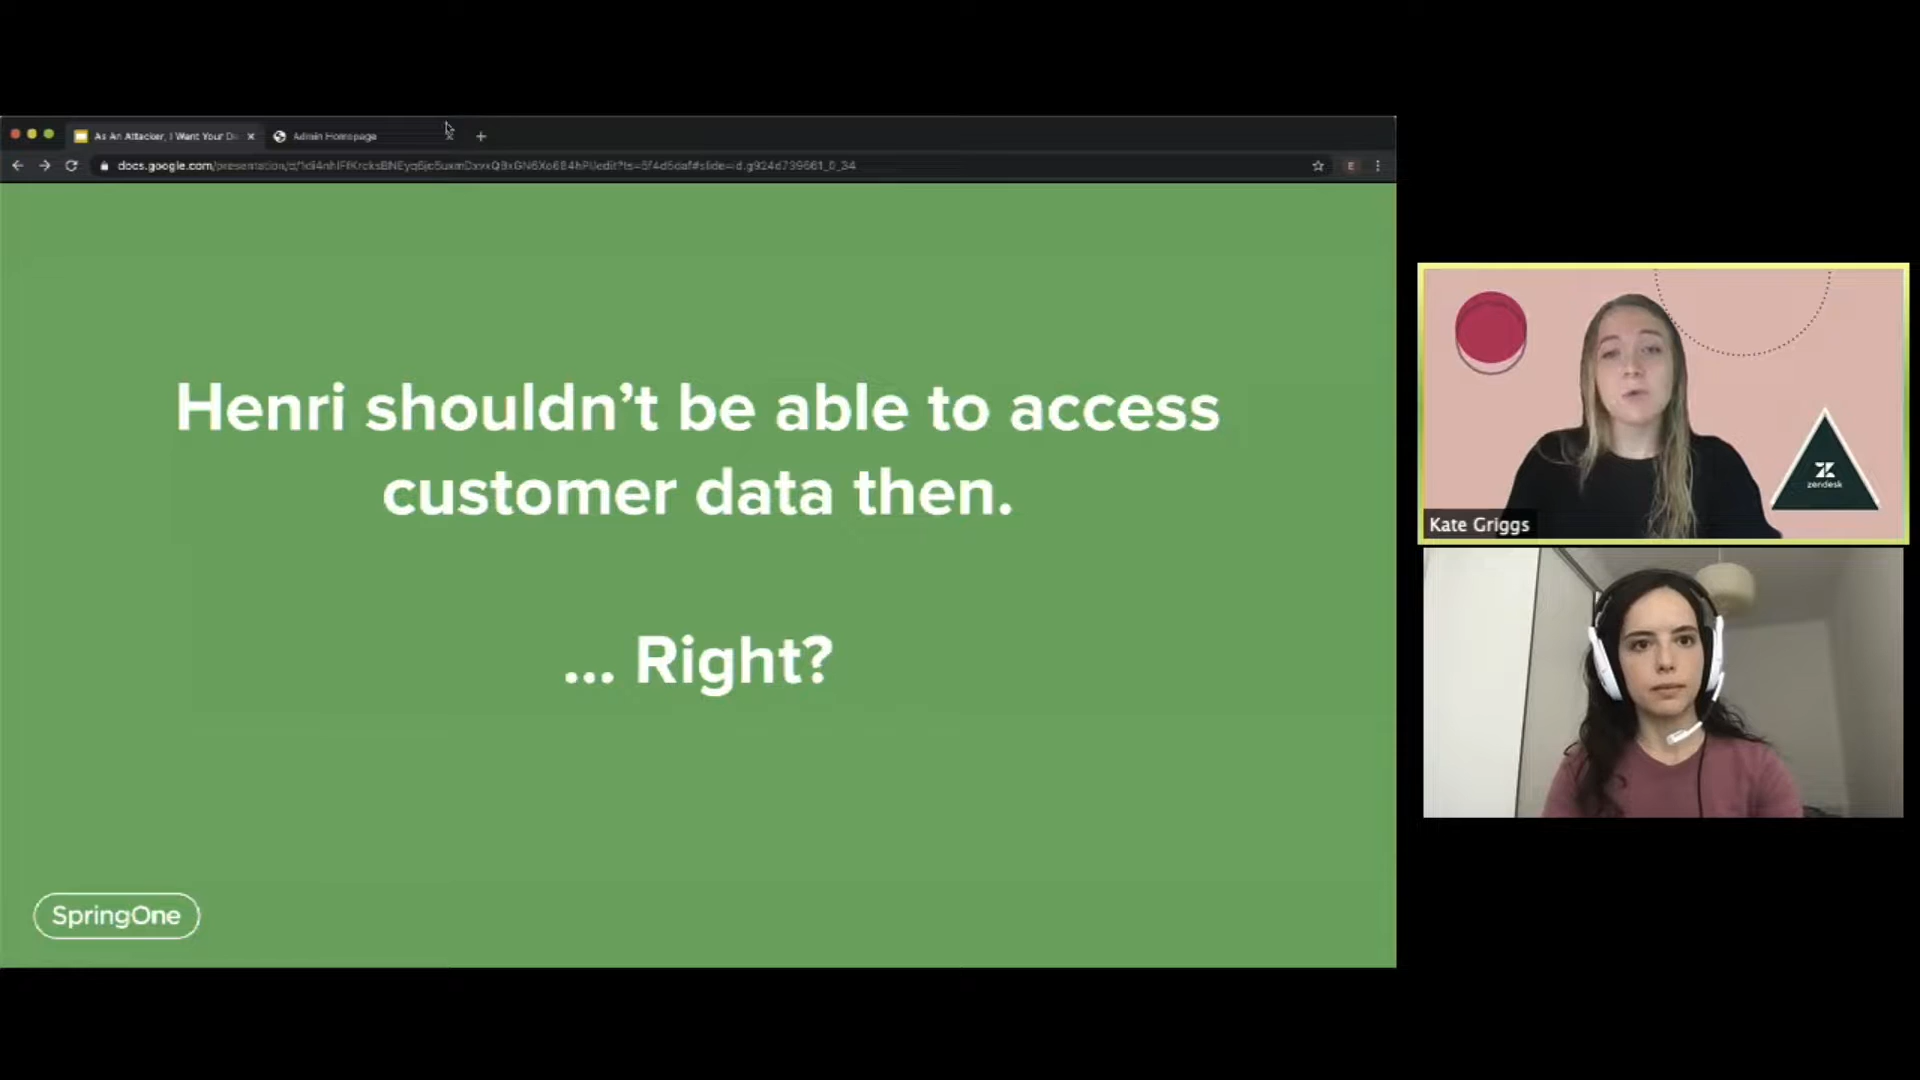 As An Attacker, I Want Your D
Admin Homepage
docs.google.com/presentation/d/
Henri shouldn’t be able to access
customer data then.
... Right?
SpringOne
zendesk
Kate Griggs